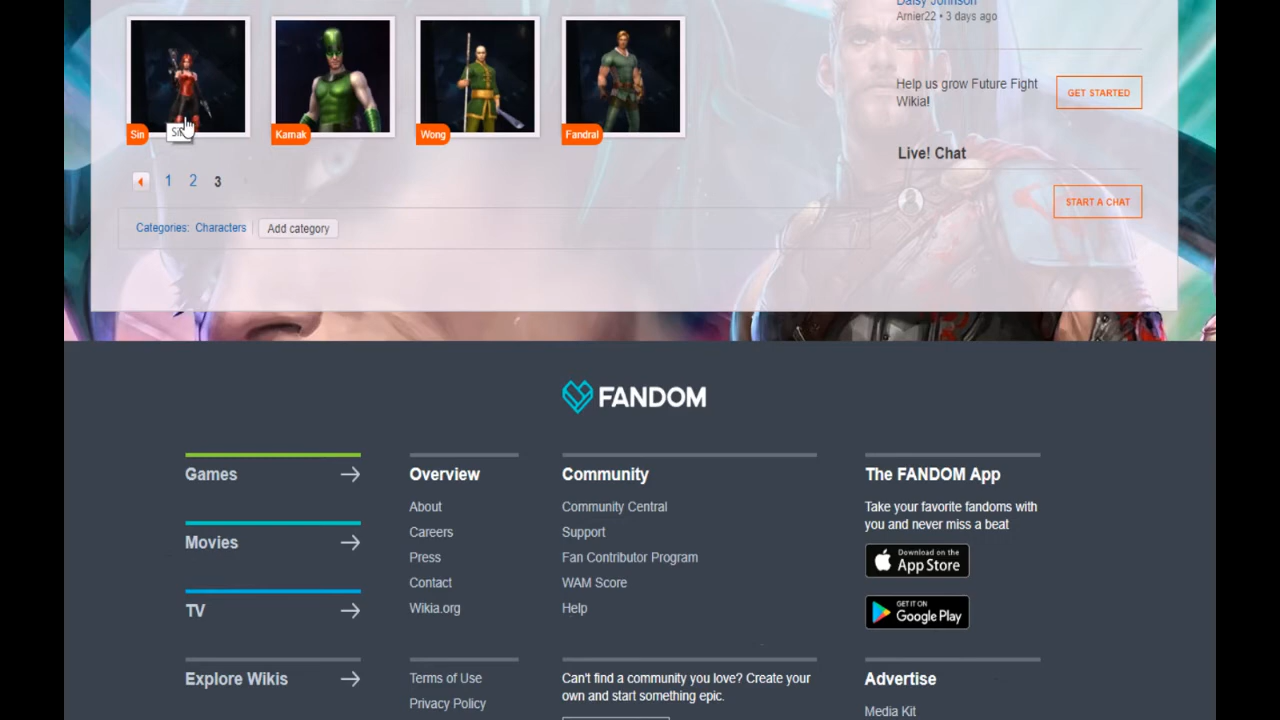 Daisy Johnson
Arnier22 • 3 days ago
Help us grow Future Fight
Wikia!
GET STARTED
Sin
Karnak
Wong
Fandral
Live! Chat
1 2 3
START A CHAT
Categories: Characters
Add category
FANDOM
Games
Movies
TV
Explore Wikis
Overview
About
Careers
Press
Contact
Wikia.org
Terms of Use
Privacy Policy
Community
Community Central
Support
Fan Contributor Program
WAM Score
Help
Can't find a community you love? Create your
own and start something epic.
The FANDOM App
Take your favorite fandoms with
you and never miss a beat
Download on the
App Store
GET IT ON
Google Play
Advertise
Media Kit